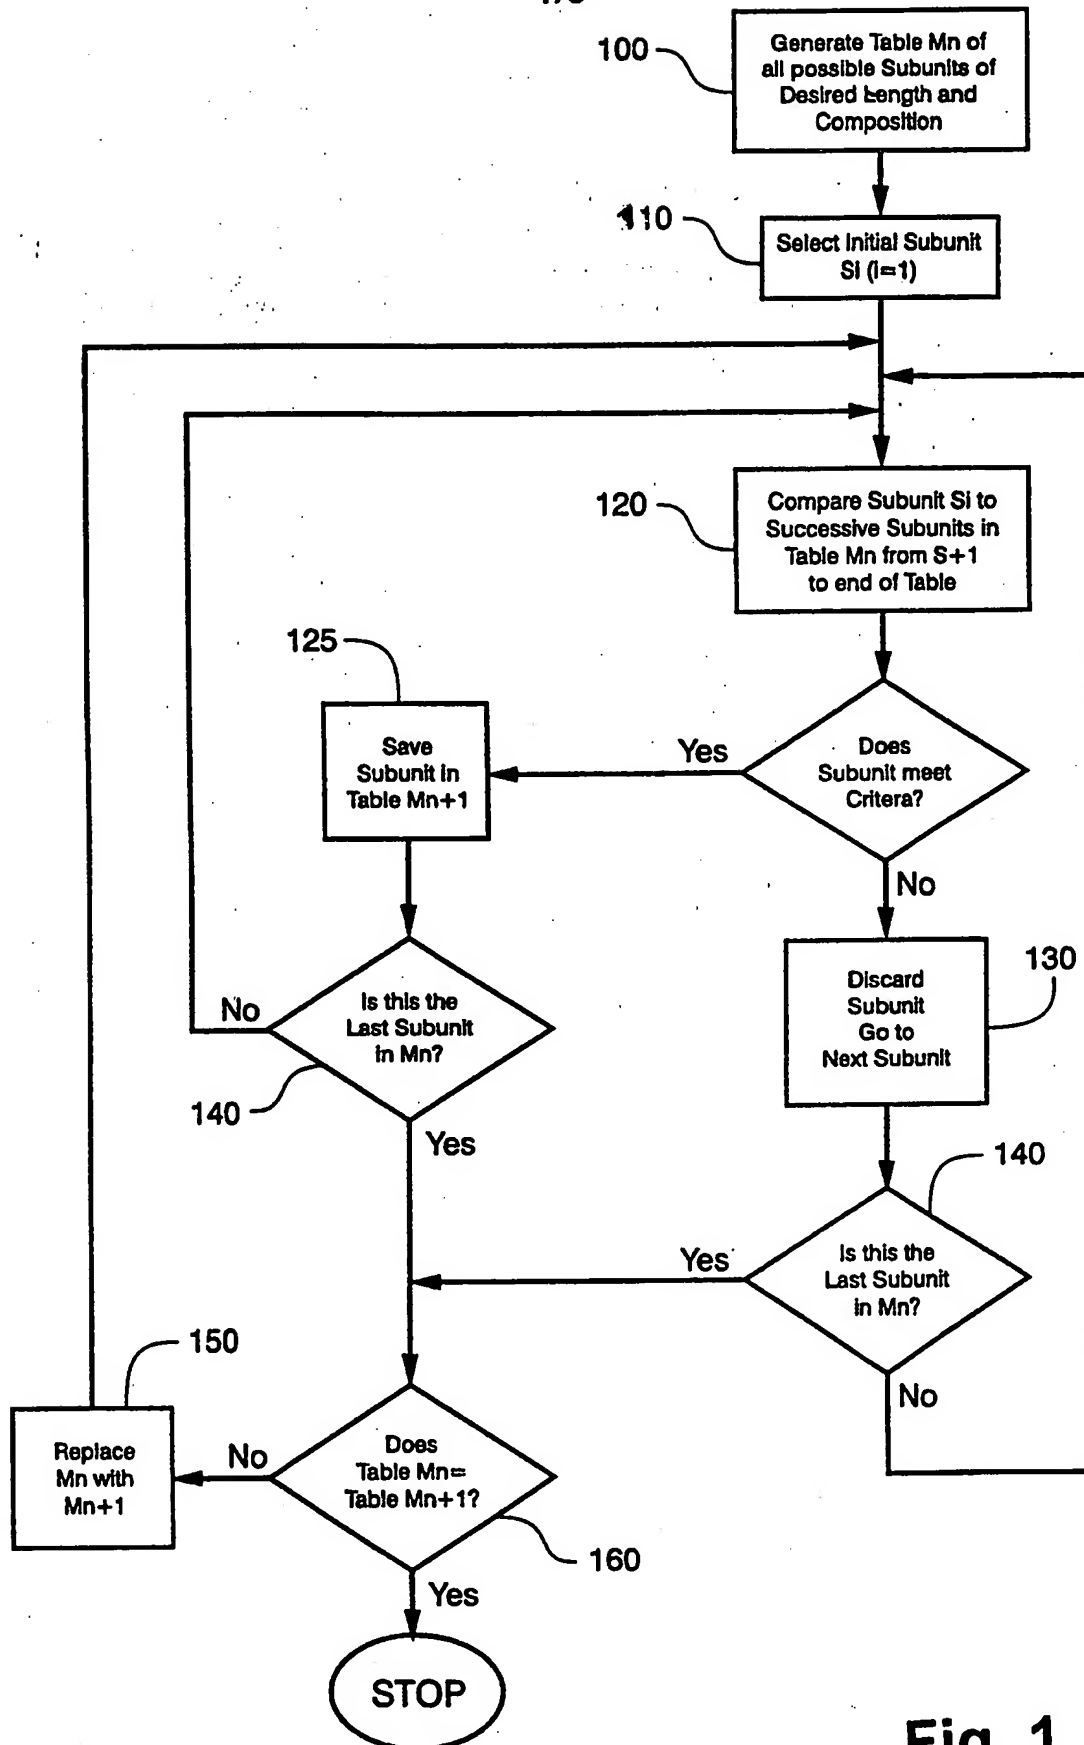 100
Generate Table Mn of
all possible Subunits of
Desired Length and
Composition
110
Select Initial Subunit
Si (i=1)
120
Compare Subunit Si to
Successive Subunits in
Table Mn from S+1
to end of Table
125
Save
Subunit in
Table Mn+1
Yes
Does
Subunit meet
Critera?
No
Discard
Subunit
Go to
Next Subunit
130
No
Is this the
Last Subunit
in Mn?
140
Yes
140
Yes
Is this the
Last Subunit
in Mn?
No
150
Replace
Mn with
Mn+1
No
Does
Table Mn=
Table Mn+1?
160
Yes
STOP
Fig. 1